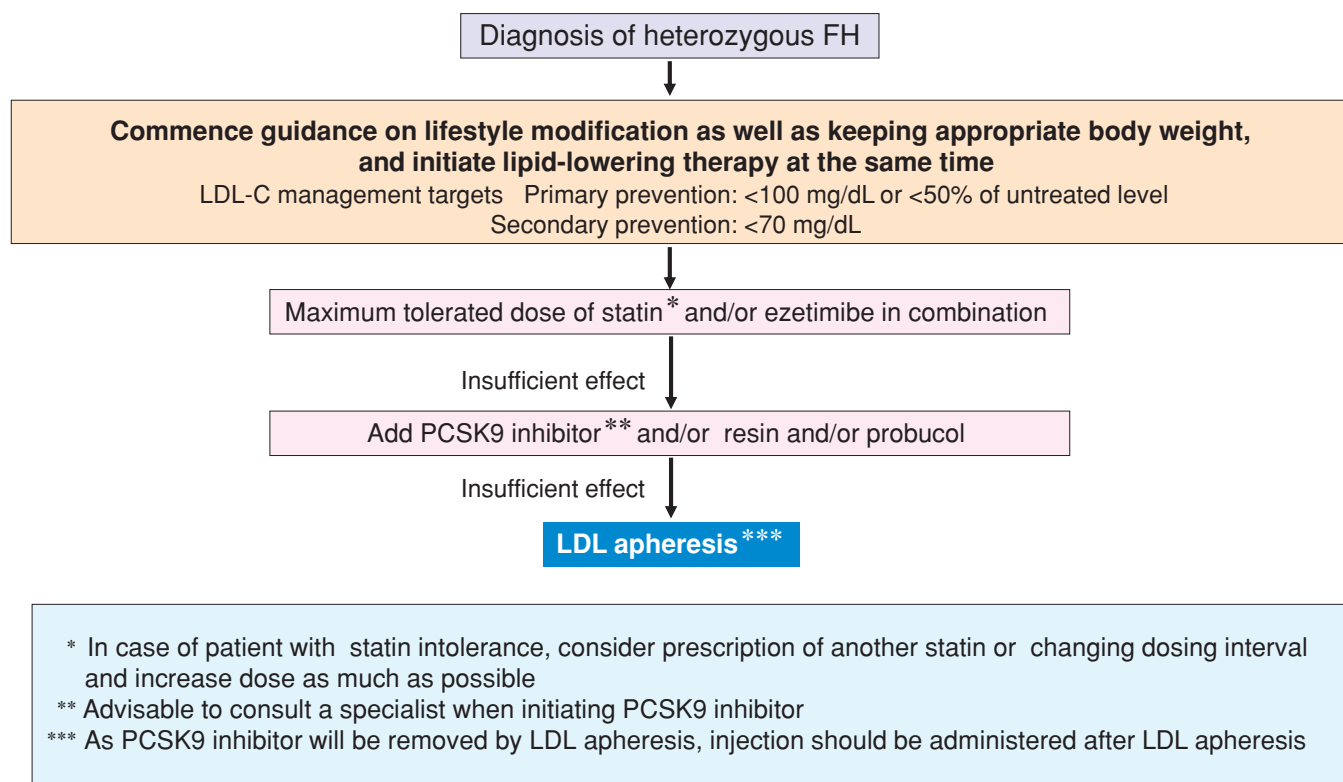 Diagnosis of heterozygous FH
Commence guidance on lifestyle modification as well as keeping appropriate body weight,
and initiate lipid-lowering therapy at the same time
LDL-C management targets Primary prevention: <100 mg/dL or <50% of untreated level
Secondary prevention: <70 mg/dL
Maximum tolerated dose of statin* and/or ezetimibe in combination
Insufficient effect
Add PCSK9 inhibitor** and/or resin and/or probucol
Insufficient effect
LDL apheresis***
* In case of patient with statin intolerance, consider prescription of another statin or changing dosing interval
and increase dose as much as possible
** Advisable to consult a specialist when initiating PCSK9 inhibitor
*** As PCSK9 inhibitor will be removed by LDL apheresis, injection should be administered after LDL apheresis